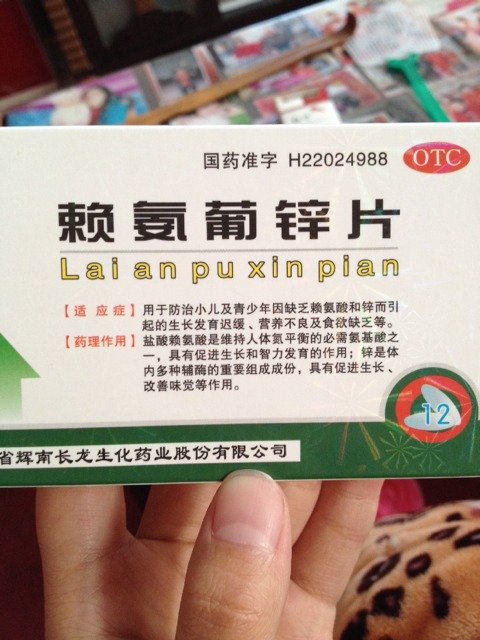 国药准字 H22024988 OTC
赖氨葡锌片
Lai an pu xin pian
【适应症】用于防治小儿及青少年因缺乏赖氨酸和锌而引
起的生长发育迟缓、营养不良及食欲缺乏等。
【药理作用】盐酸赖氨酸是维持人体氮平衡的必需氨基酸之
一，具有促进生长和智力发育的作用；锌是体
内多种辅酶的重要组成成份，具有促进生长、
改善味觉等作用。
12
省辉南长龙生化药业股份有限公司